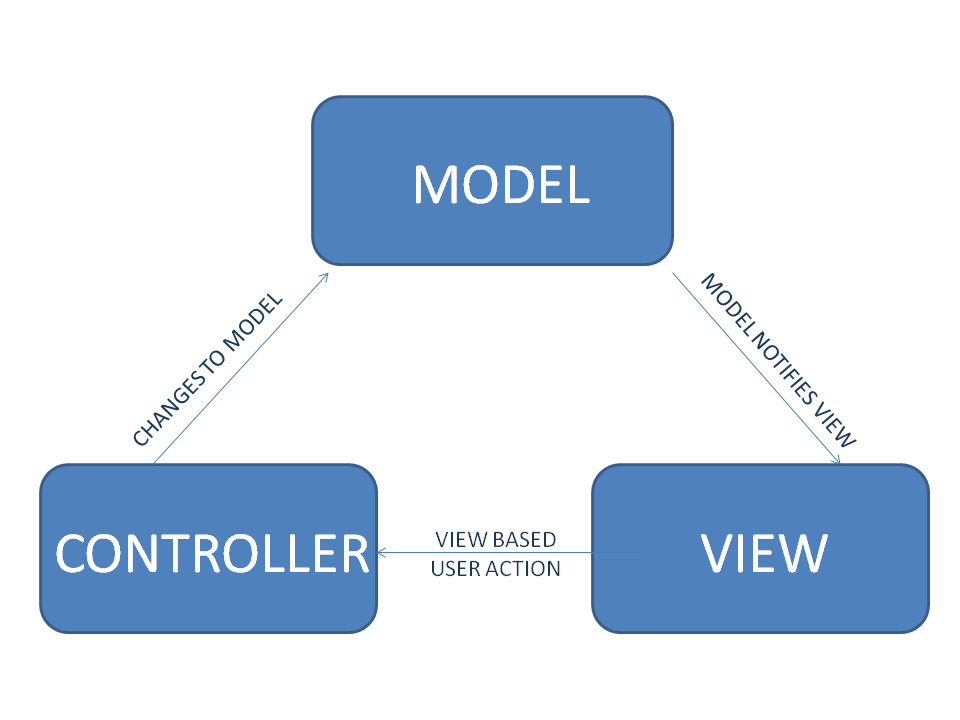 MODEL
CHANGES TO MODEL
MODEL NOTIFIES VIEW
CONTROLLER
VIEW BASED
USER ACTION
VIEW